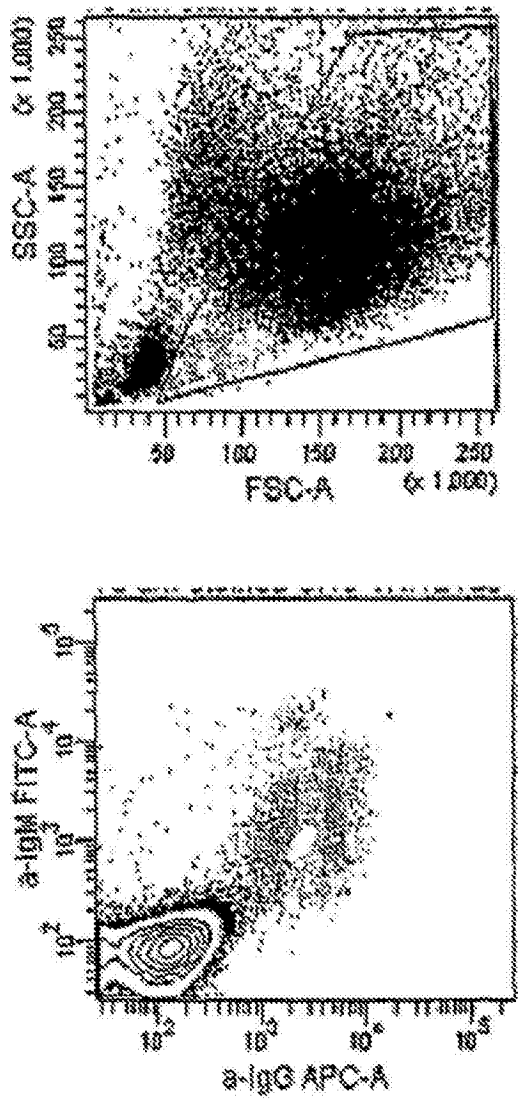 SSC-A (x 1,000)
250
200
150
100
50
50 100 150 200 250
FSC-A (x 1,000)
a-IgM FITC-A
10^5
10^4
10^3
10^2
10^2 10^3 10^4 10^5
a-IgG APC-A